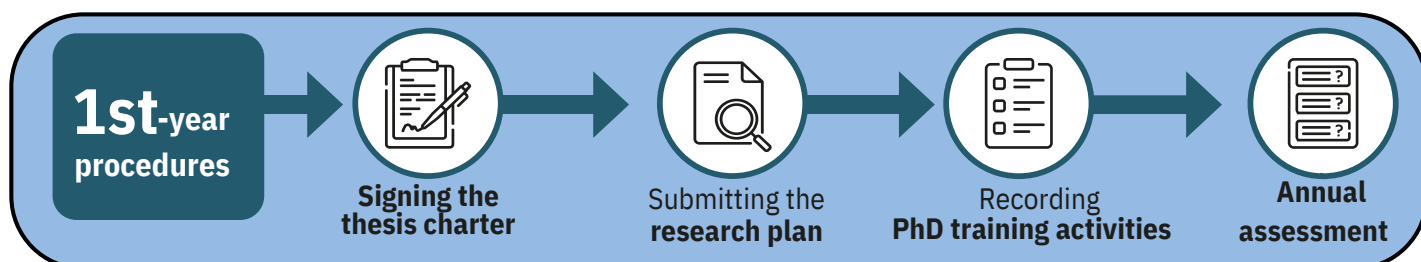 1st-year
procedures
Signing the
thesis charter
Submitting the
research plan
Recording
PhD training activities
Annual
assessment
?
?
?